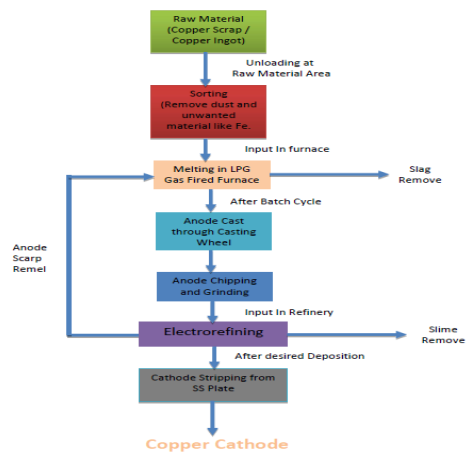 Raw Material
(Copper Scrap /
Copper Ingot)
Unloading at
Raw Material Area
Sorting
(Remove dust and
unwanted
material like Fe.
Input In furnace
Melting in LPG
Gas Fired Furnace
Slag
Remove
After Batch Cycle
Anode Cast
through Casting
Wheel
Anode
Scarp
Remel
Anode Chipping
and Grinding
Input In Refinery
Electrorefining
Slime
Remove
After desired Deposition
Cathode Stripping from
SS Plate
Copper Cathode